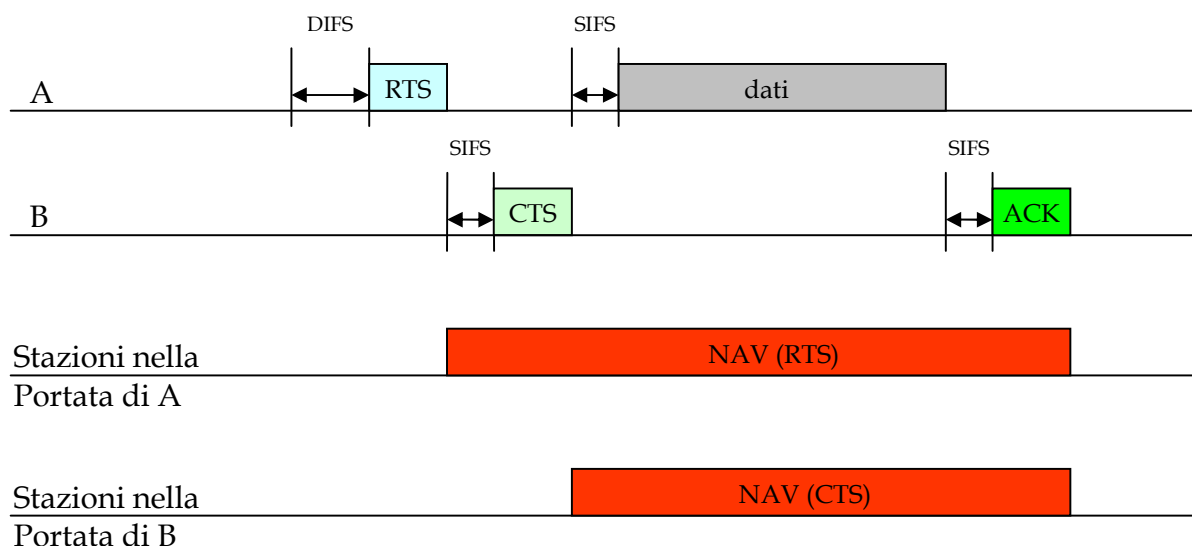 DIFS
SIFS
A
RTS
dati
SIFS
SIFS
B
CTS
ACK
Stazioni nella
Portata di A
NAV (RTS)
Stazioni nella
Portata di B
NAV (CTS)